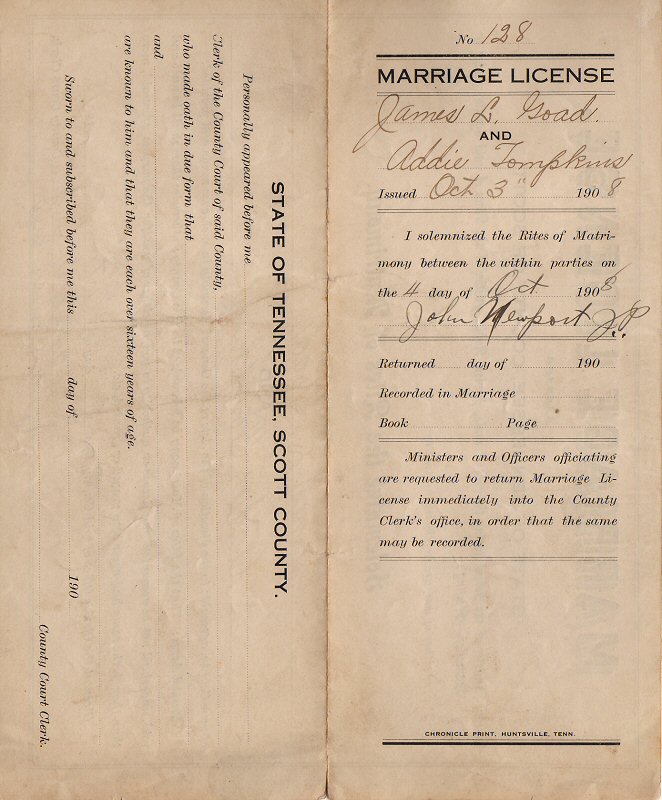 No 128
MARRIAGE LICENSE
James L. Goad
AND
Addie Tompkins
Issued Oct 3" 1908
I solemnized the Rites of Matri-
mony between the within parties on
the 4 day of Oct 1908
John Newport J.P
Returned day of 190
Recorded in Marriage
Book Page
Ministers and Officers officiating
are requested to return Marriage Li-
cense immediately into the County
Clerk's office, in order that the same
may be recorded.
CHRONICLE PRINT, HUNTSVILLE, TENN.
STATE OF TENNESSEE, SCOTT COUNTY.
Personally appeared before me
Clerk of the County Court of said County,
who made oath in due form that
and
are known to him and that they are each over sixteen years of age.
Sworn to and subscribed before me this day of 190
County Court Clerk.